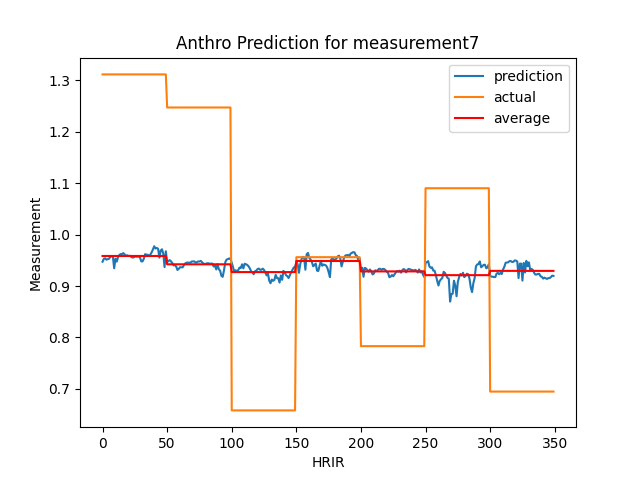 Anthro Prediction for measurement7
prediction
actual
average
Measurement
1.3
1.2
1.1
1.0
0.9
0.8
0.7
0 50 100 150 200 250 300 350
HRIR